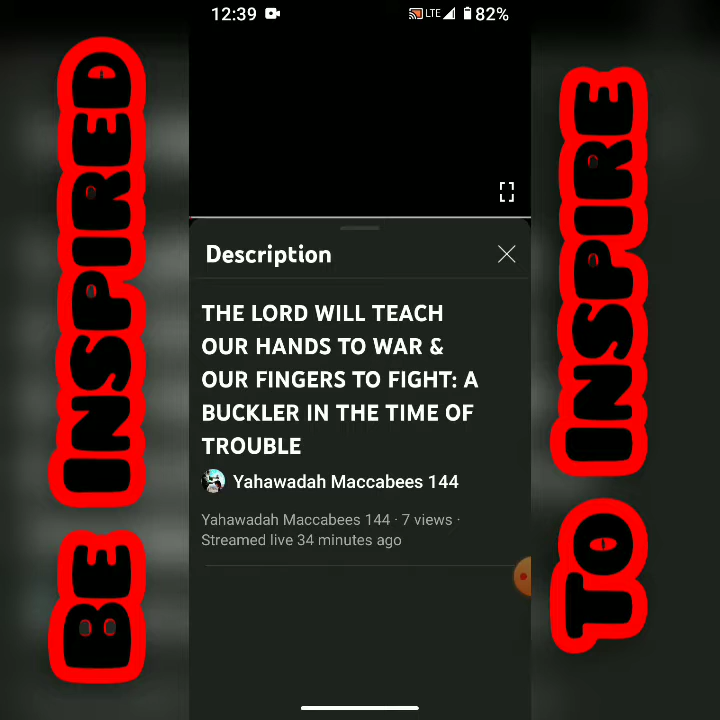 BE INSPIRED
12:39
LTE
82%
Description
THE LORD WILL TEACH
OUR HANDS TO WAR &
OUR FINGERS TO FIGHT: A
BUCKLER IN THE TIME OF
TROUBLE
Yahawadah Maccabees 144
Yahawadah Maccabees 144 · 7 views ·
Streamed live 34 minutes ago
TO INSPIRE